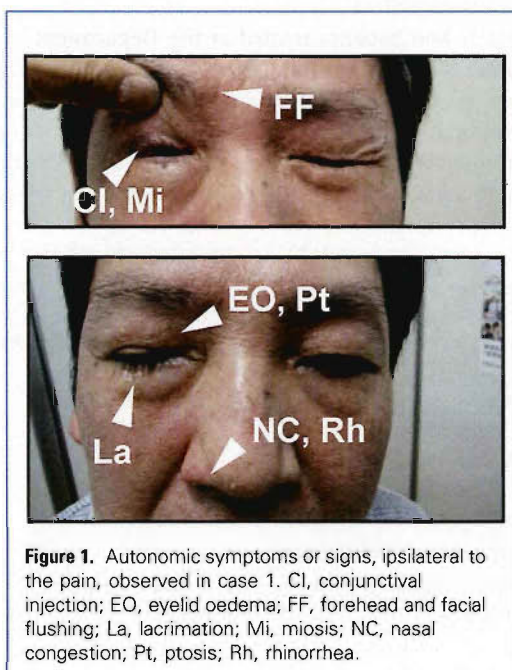 FF
CI, Mi
EO, Pt
La
NC, Rh
Figure 1. Autonomic symptoms or signs, ipsilateral to
the pain, observed in case 1. CI, conjunctival
injection; EO, eyelid oedema; FF, forehead and facial
flushing; La, lacrimation; Mi, miosis; NC, nasal
congestion; Pt, ptosis; Rh, rhinorrhea.